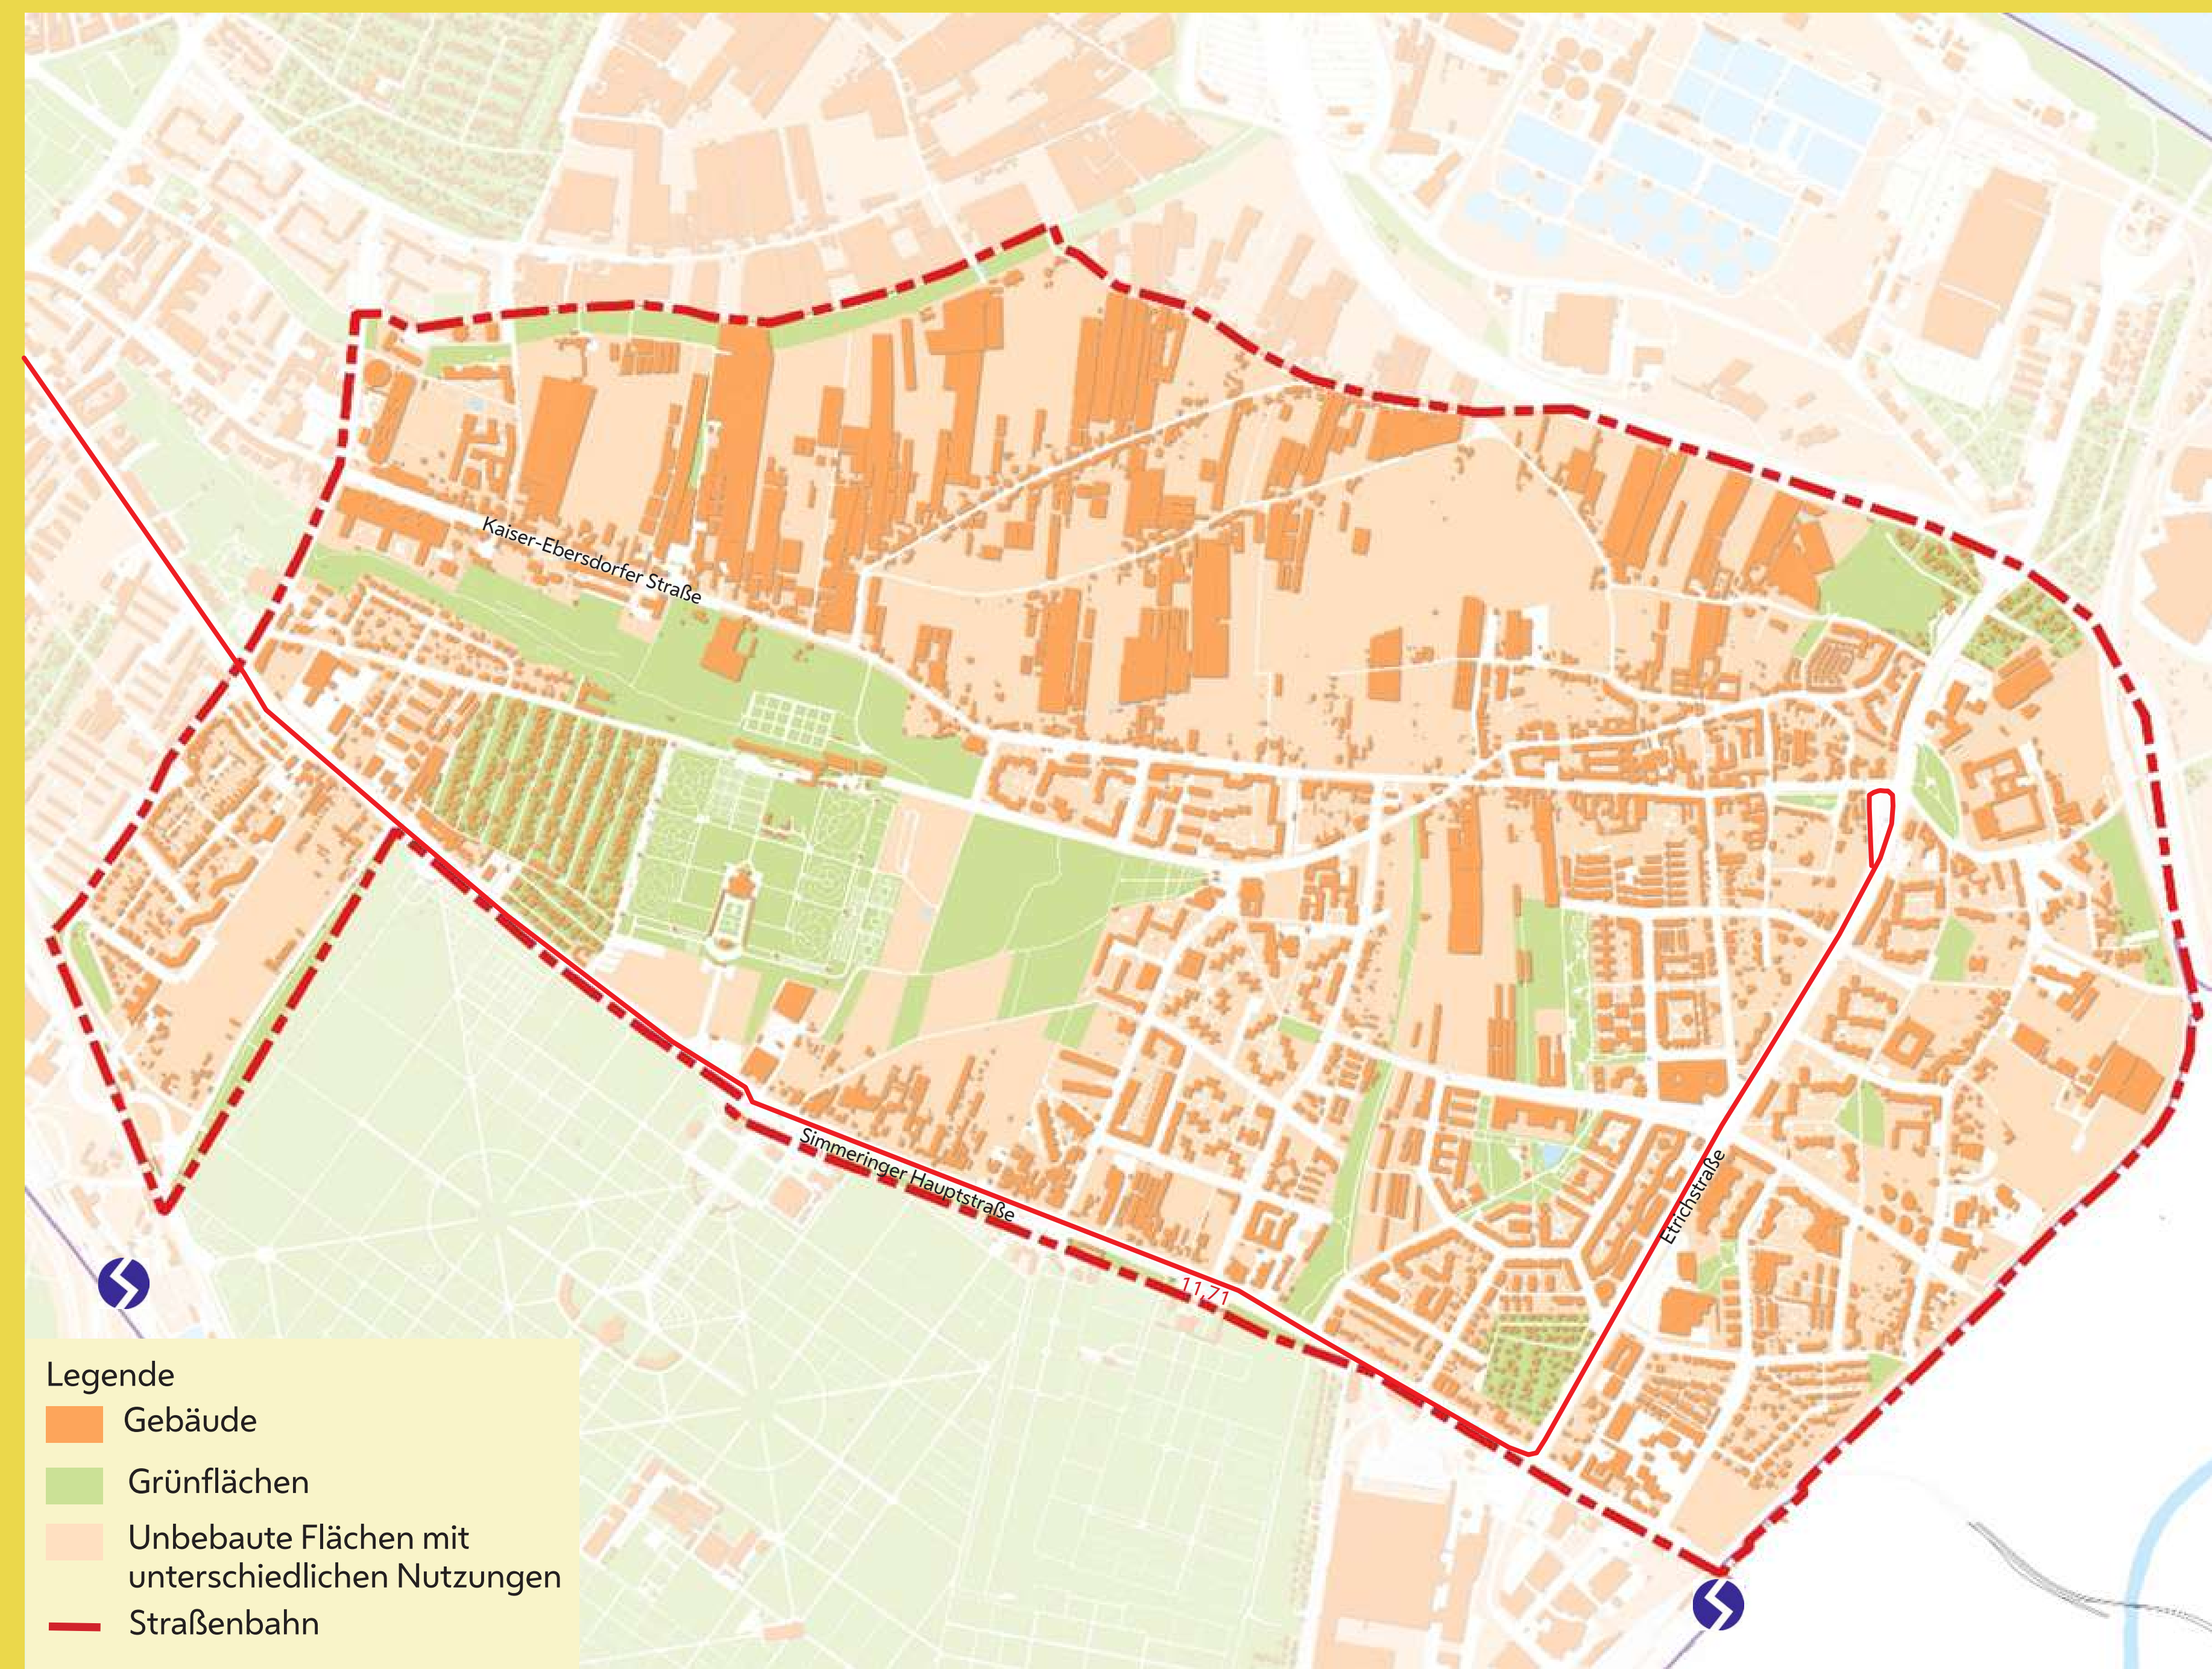 Kaiser-Ebersdorfer Straße
Simmeringer Hauptstraße
11,71
Etrichstraße
Legende
Gebäude
Grünflächen
Unbebaute Flächen mit
unterschiedlichen Nutzungen
Straßenbahn